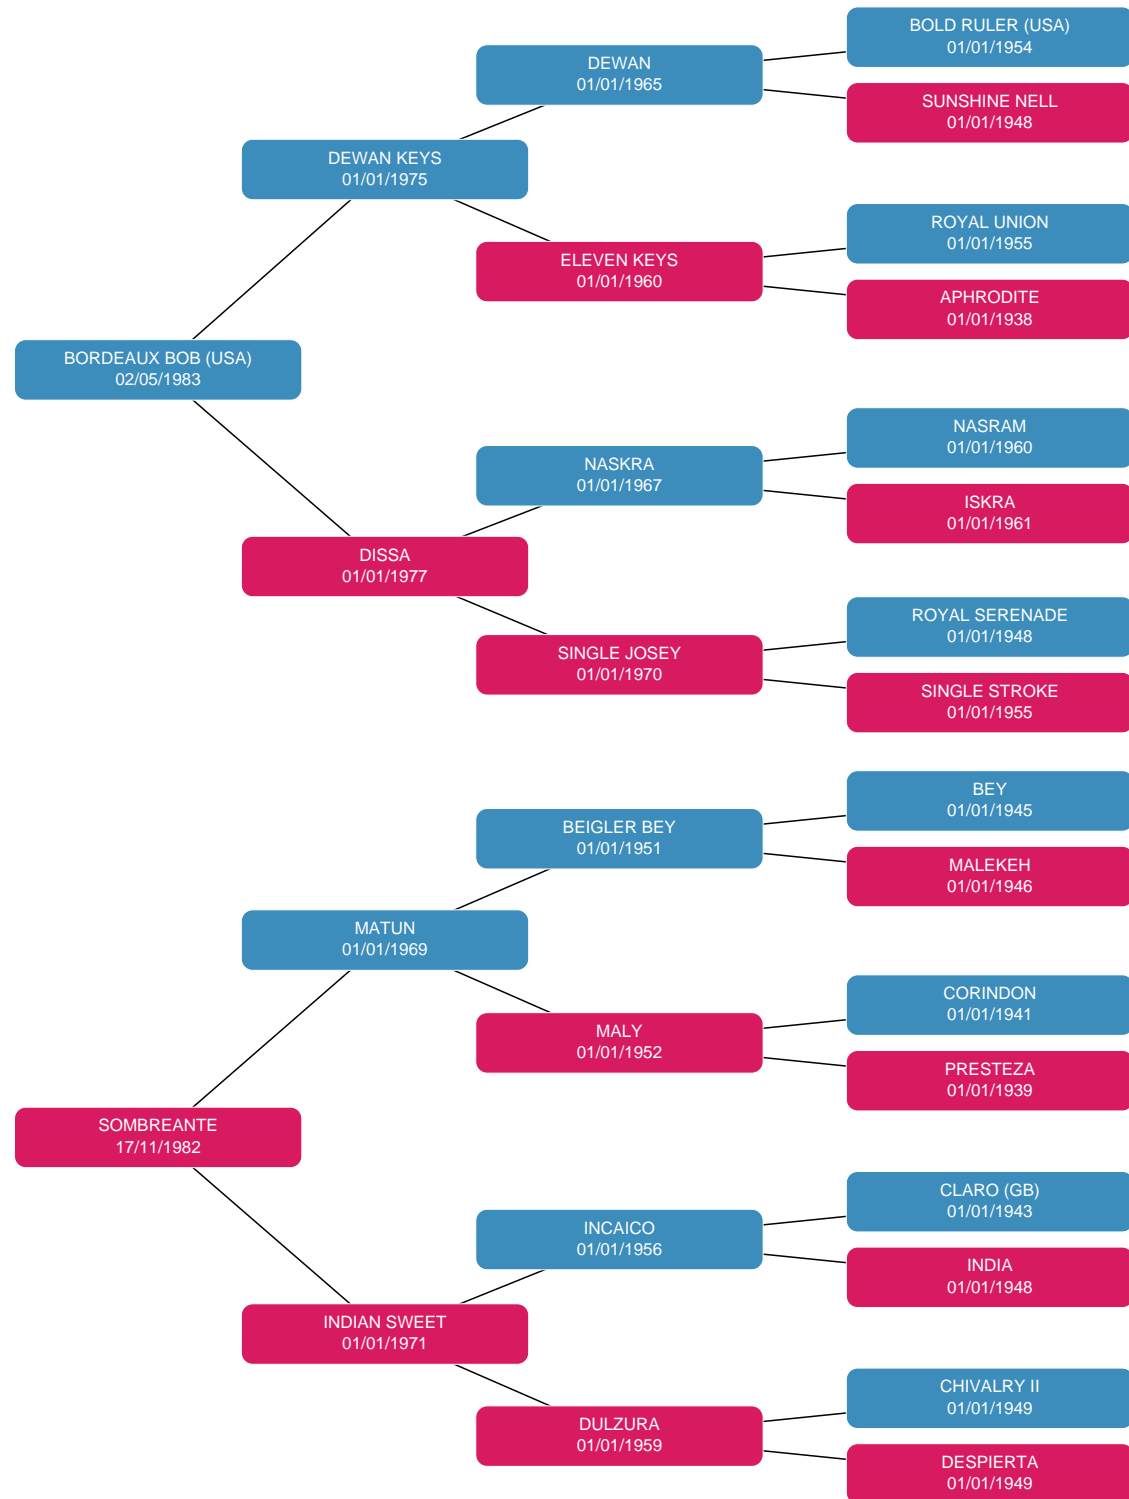 BOLD RULER (USA)
01/01/1954
DEWAN
01/01/1965
SUNSHINE NELL
01/01/1948
DEWAN KEYS
01/01/1975
ROYAL UNION
01/01/1955
ELEVEN KEYS
01/01/1960
APHRODITE
01/01/1938
BORDEAUX BOB (USA)
02/05/1983
NASRAM
01/01/1960
NASKRA
01/01/1967
ISKRA
01/01/1961
DISSA
01/01/1977
ROYAL SERENADE
01/01/1948
SINGLE JOSEY
01/01/1970
SINGLE STROKE
01/01/1955
BEY
01/01/1945
BEIGLER BEY
01/01/1951
MALEKEH
01/01/1946
MATUN
01/01/1969
CORINDON
01/01/1941
MALY
01/01/1952
PRESTEZA
01/01/1939
SOMBREANTE
17/11/1982
CLARO (GB)
01/01/1943
INCAICO
01/01/1956
INDIA
01/01/1948
INDIAN SWEET
01/01/1971
CHIVALRY II
01/01/1949
DULZURA
01/01/1959
DESPIERTA
01/01/1949